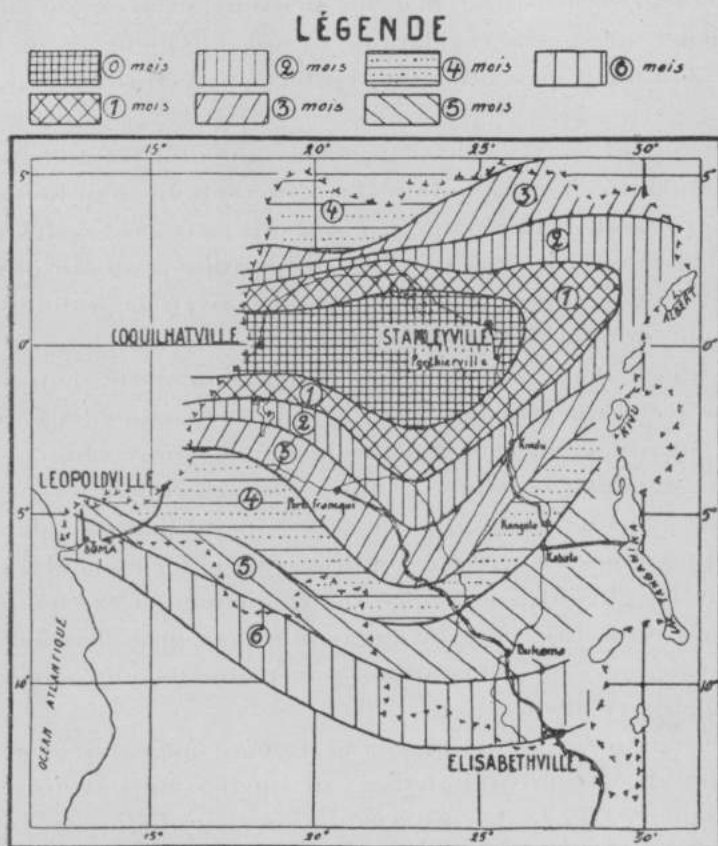 LÉGENDE
0 mois 2 mois 4 mois 6 mois
1 mois 3 mois 5 mois
15° 20° 25° 30°
5°
4
3
2
1
ALBERT
COQUILHATVILLE STANLEYVILLE
0° 0°
Ponthierville
KIVU
1
2
Kindu
3
LEOPOLDVILLE
4
Port Francqui
5° 5°
Kongolo
BOMA
Kabalo
LAC TANGANIKA
5
6
Bukama
10° 10°
OCEAN ATLANTIQUE
ELISABETHVILLE
15° 20° 25° 30°